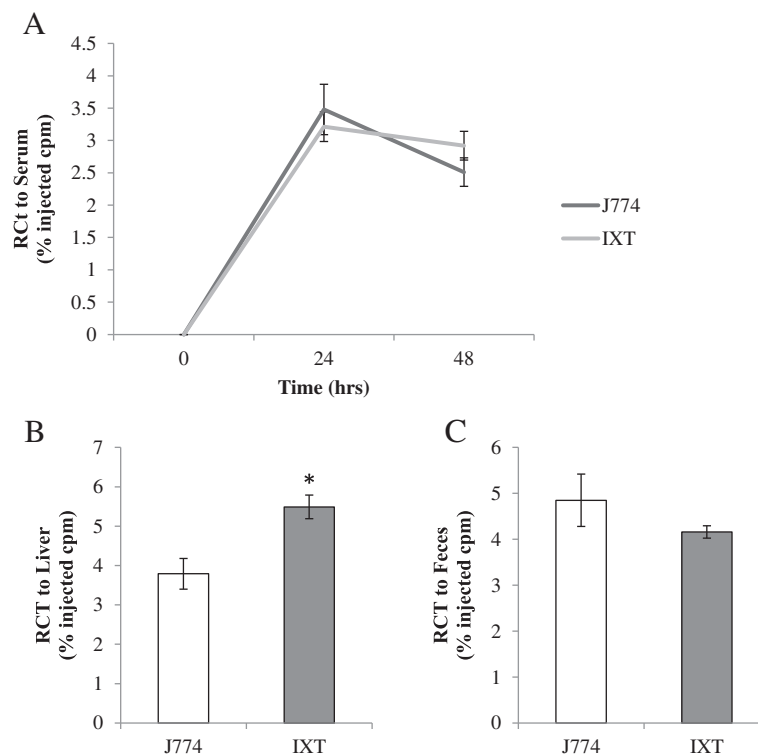 A
4.5
4
3.5
3
2.5
2
1.5
1
0.5
0
RCt to Serum
(% injected cpm)
0 24 48
Time (hrs)
J774
IXT
B
7
6
5
4
3
2
1
0
RCT to Liver
(% injected cpm)
*
J774 IXT
C
6
5
4
3
2
1
0
RCT to Feces
(% injected cpm)
J774 IXT